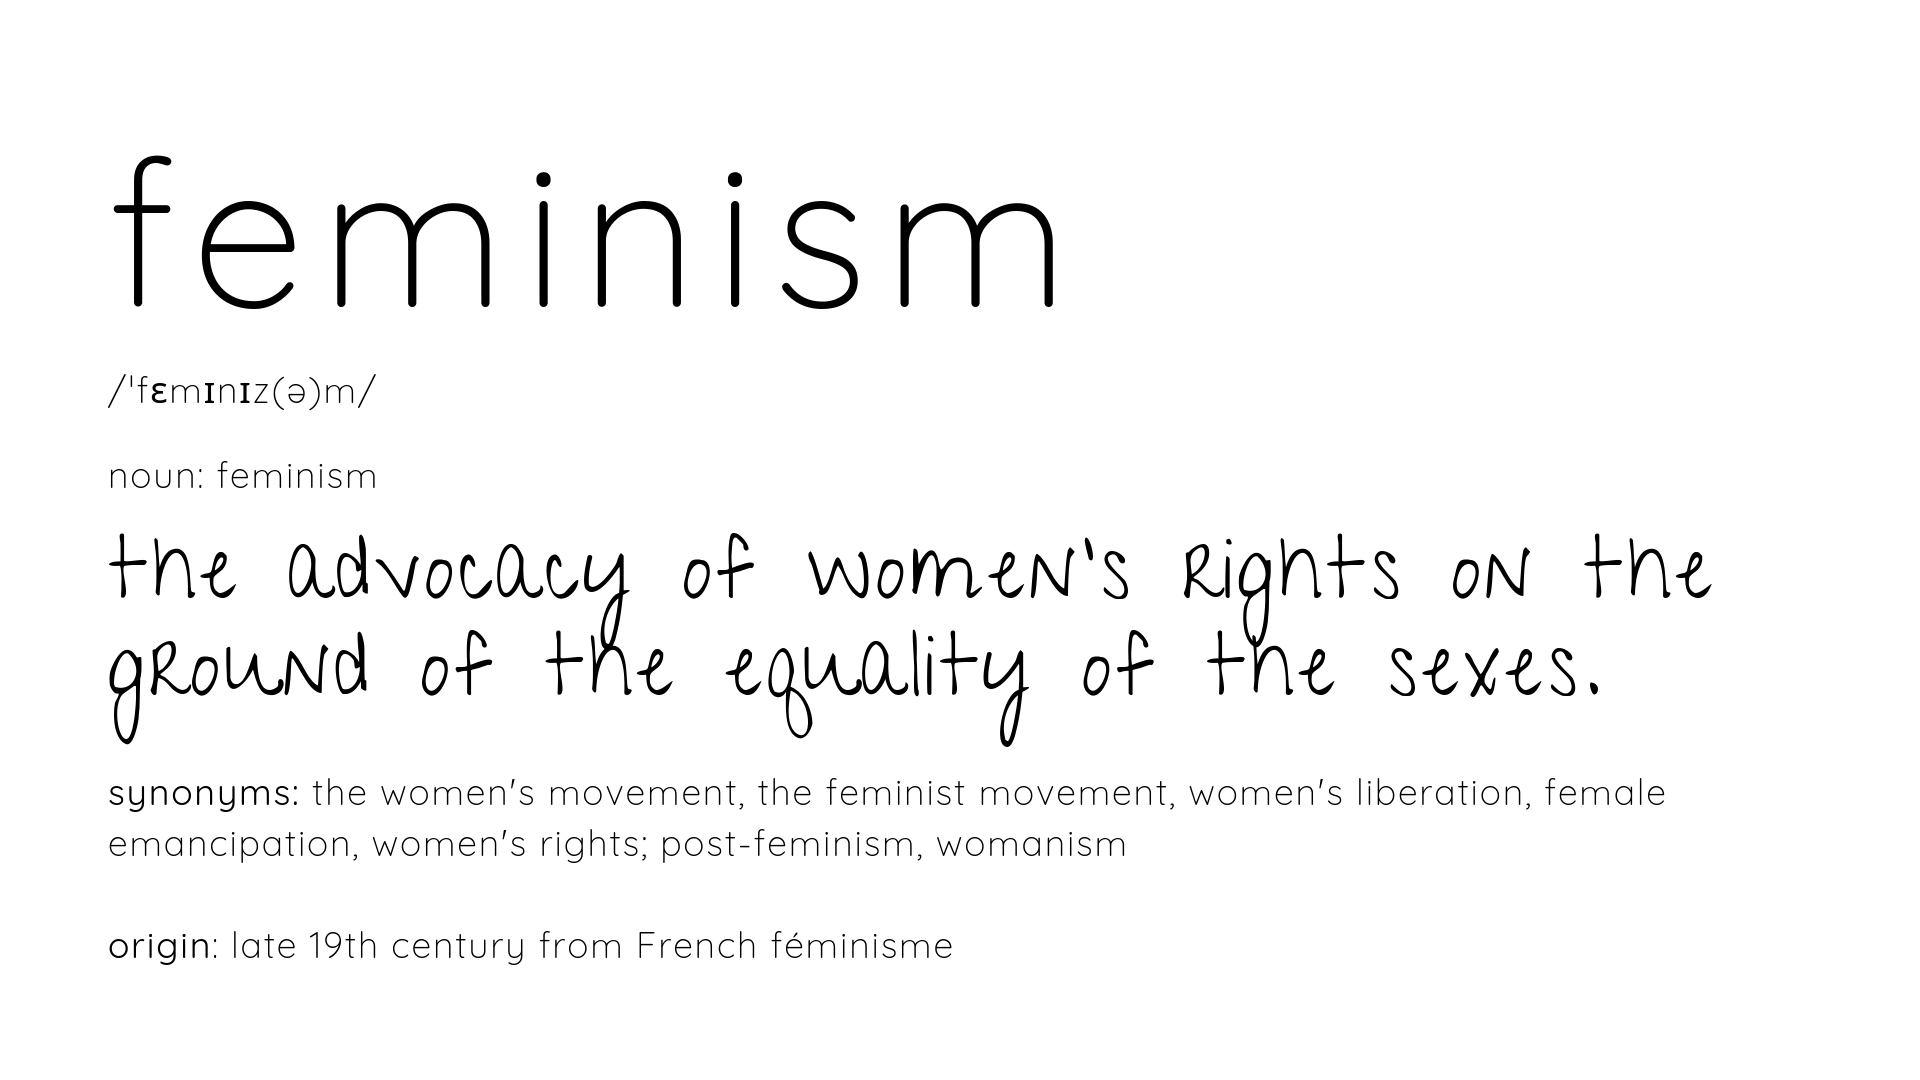 feminism
/ˈfɛmɪnɪz(ə)m/
noun: feminism
the advocacy of women's rights on the
ground of the equality of the sexes.
synonyms: the women's movement, the feminist movement, women's liberation, female
emancipation, women's rights; post-feminism, womanism
origin: late 19th century from French féminisme